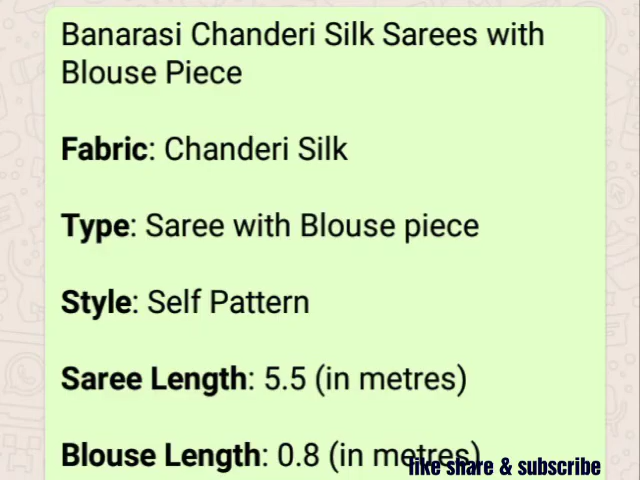 Banarasi Chanderi Silk Sarees with
Blouse Piece
Fabric: Chanderi Silk
Type: Saree with Blouse piece
Style: Self Pattern
Saree Length: 5.5 (in metres)
Blouse Length: 0.8 (in metres)
like share & subscribe